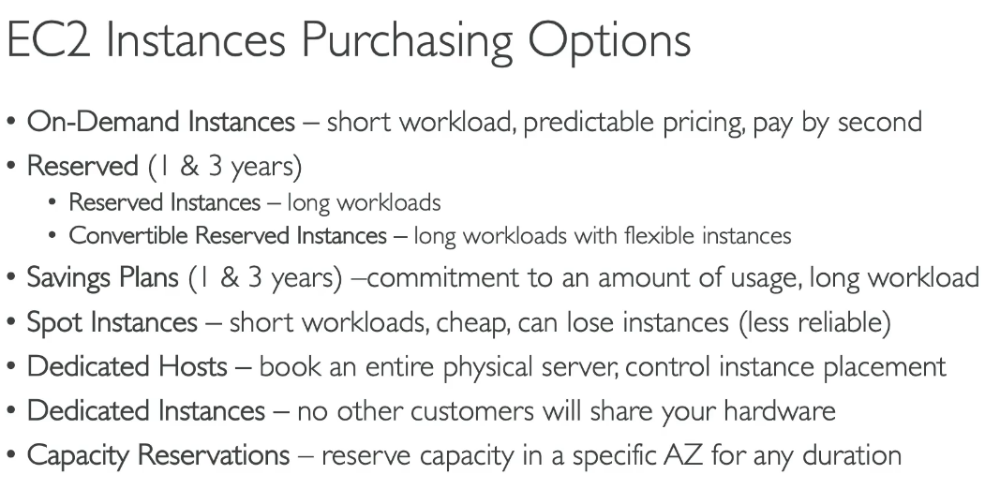 EC2 Instances Purchasing Options
• On-Demand Instances – short workload, predictable pricing, pay by second
• Reserved (1 & 3 years)
• Reserved Instances – long workloads
• Convertible Reserved Instances – long workloads with flexible instances
• Savings Plans (1 & 3 years) –commitment to an amount of usage, long workload
• Spot Instances – short workloads, cheap, can lose instances (less reliable)
• Dedicated Hosts – book an entire physical server, control instance placement
• Dedicated Instances – no other customers will share your hardware
• Capacity Reservations – reserve capacity in a specific AZ for any duration